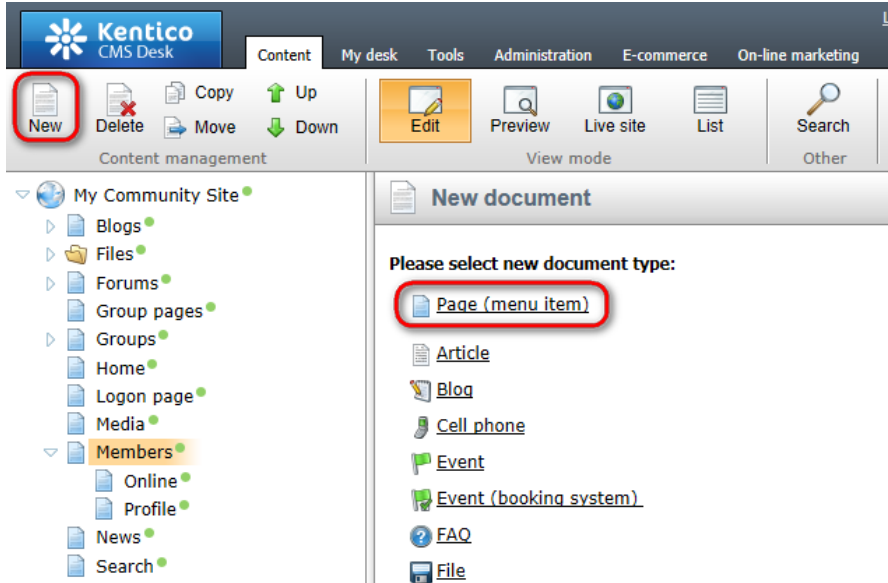 Kentico
CMS Desk
Content My desk Tools Administration E-commerce On-line marketing
New Delete Copy Move Up Down Edit Preview Live site List Search
Content management View mode Other
My Community Site
Blogs
Files
Forums
Group pages
Groups
Home
Logon page
Media
Members
Online
Profile
News
Search
New document
Please select new document type:
Page (menu item)
Article
Blog
Cell phone
Event
Event (booking system)
FAQ
File